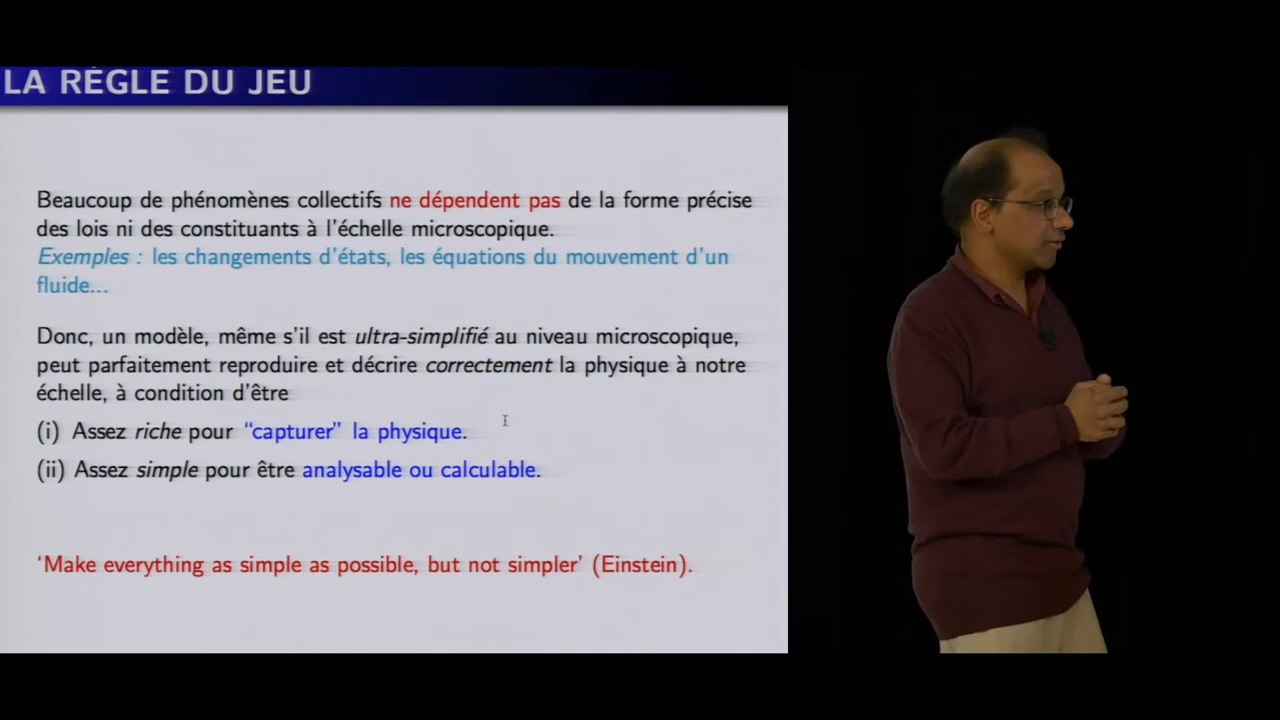 LA RÈGLE DU JEU
Beaucoup de phénomènes collectifs ne dépendent pas de la forme précise
des lois ni des constituants à l'échelle microscopique.
Exemples : les changements d'états, les équations du mouvement d'un
fluide...
Donc, un modèle, même s'il est ultra-simplifié au niveau microscopique,
peut parfaitement reproduire et décrire correctement la physique à notre
échelle, à condition d'être
(i) Assez riche pour “capturer” la physique.
(ii) Assez simple pour être analysable ou calculable.
‘Make everything as simple as possible, but not simpler’ (Einstein).